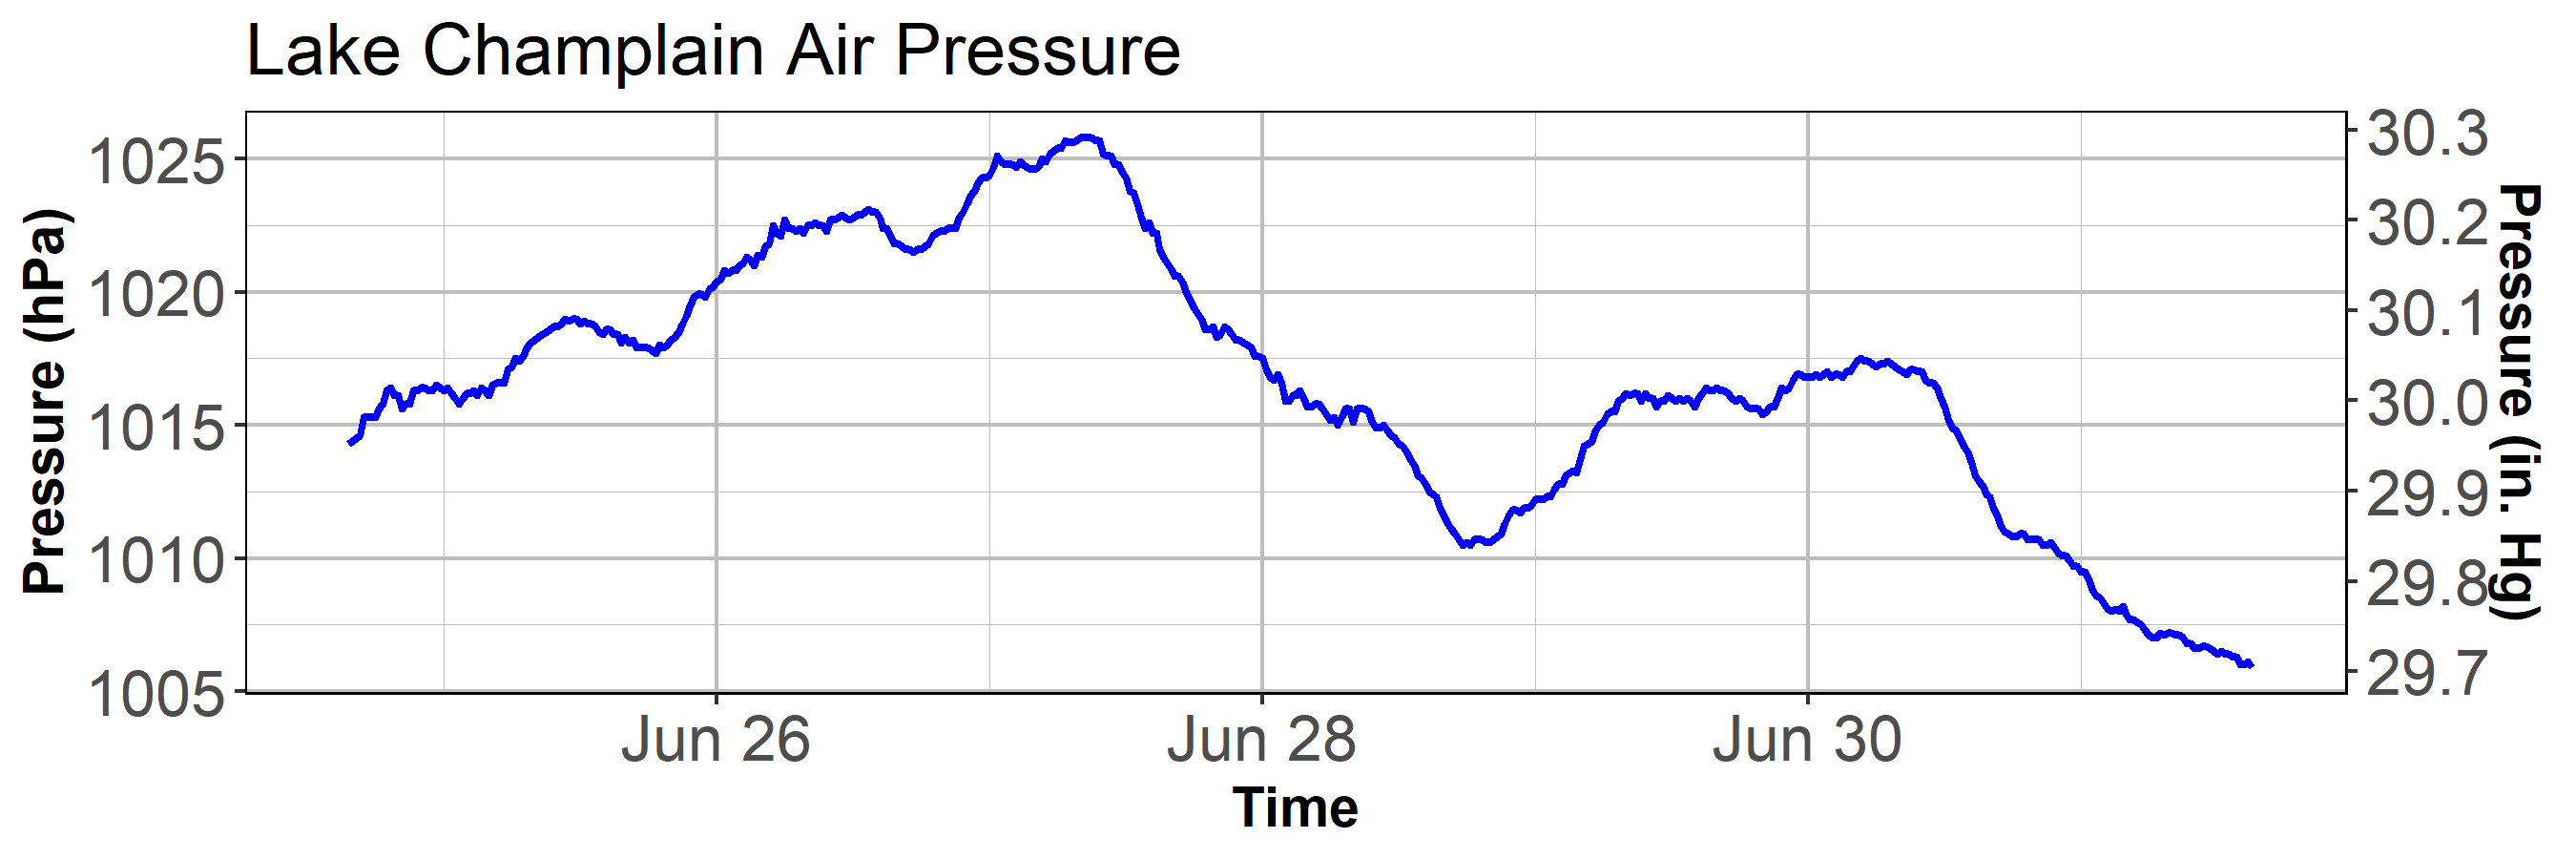 Lake Champlain Air Pressure
Pressure (hPa)
1025
1020
1015
1010
1005
30.3
30.2
30.1
30.0
29.9
29.8
29.7
Pressure (in. Hg)
Jun 26
Jun 28
Jun 30
Time